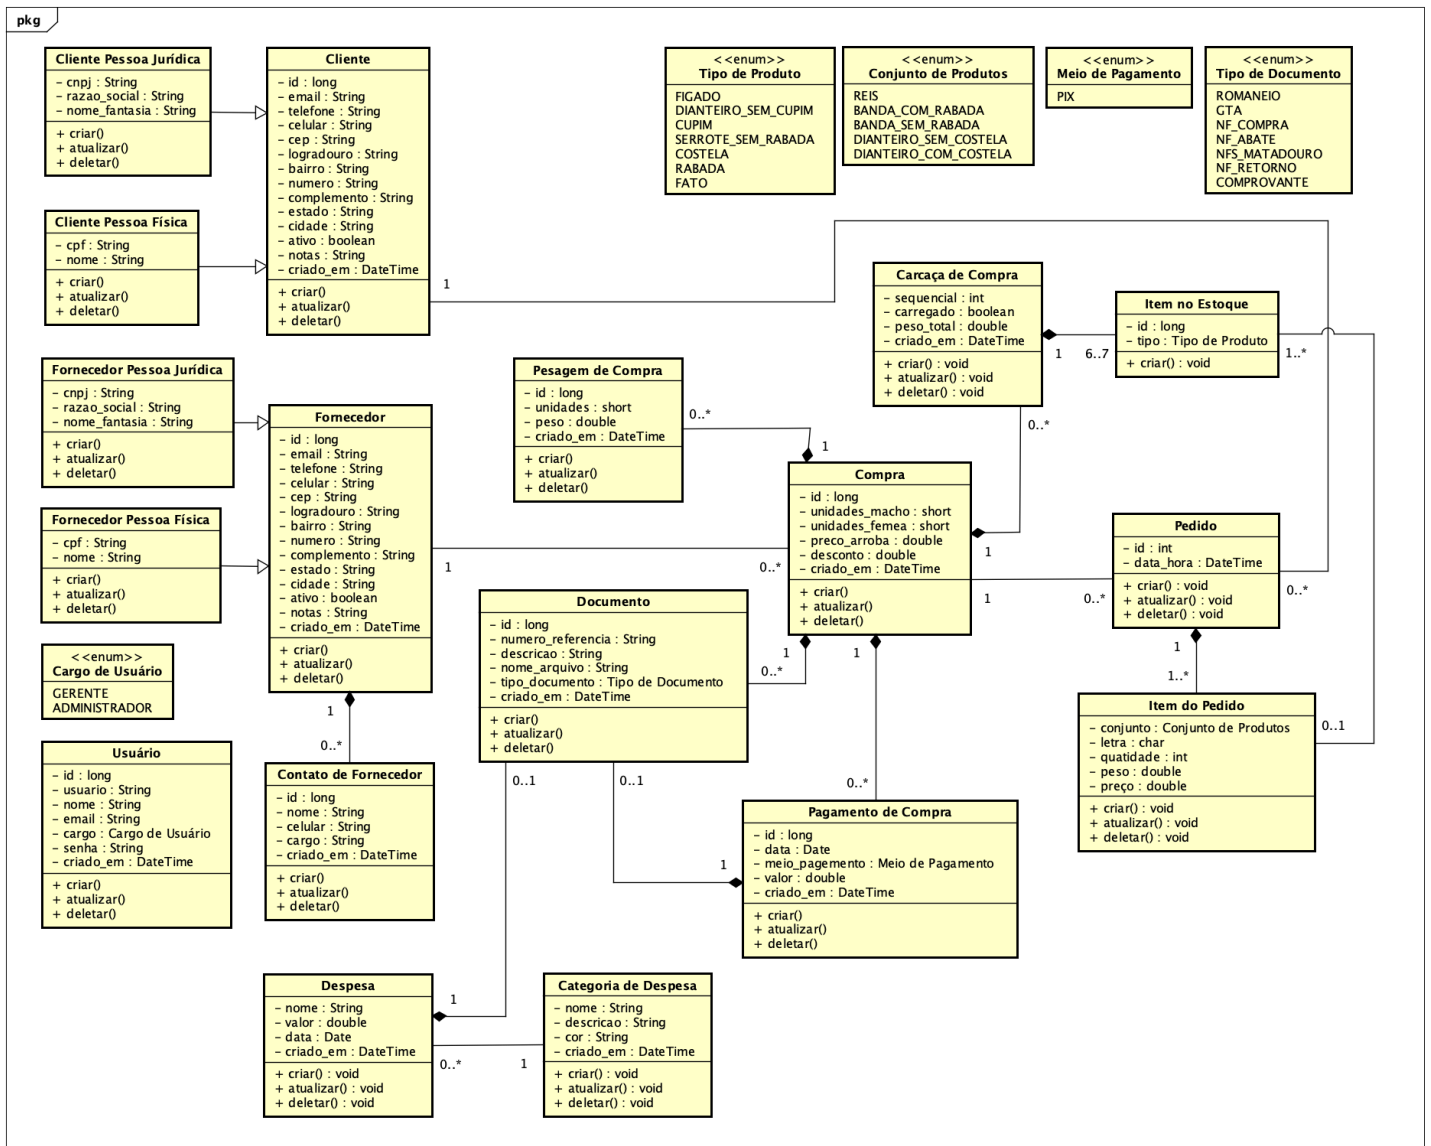 pkg
Cliente Pessoa Jurídica
– cnpj : String
– razao_social : String
– nome_fantasia : String
+ criar()
+ atualizar()
+ deletar()
Cliente
– id : long
– email : String
– telefone : String
– celular : String
– cep : String
– logradouro : String
– bairro : String
– numero : String
– complemento : String
– estado : String
– cidade : String
– ativo : boolean
– notas : String
– criado_em : DateTime
+ criar()
+ atualizar()
+ deletar()
1
<<enum>>
Tipo de Produto
FIGADO
DIANTEIRO_SEM_CUPIM
CUPIM
SERROTE_SEM_RABADA
COSTELA
RABADA
FATO
<<enum>>
Conjunto de Produtos
REIS
BANDA_COM_RABADA
BANDA_SEM_RABADA
DIANTEIRO_SEM_COSTELA
DIANTEIRO_COM_COSTELA
<<enum>>
Meio de Pagamento
PIX
<<enum>>
Tipo de Documento
ROMANEIO
GTA
NF_COMPRA
NF_ABATE
NFS_MATADOURO
NF_RETORNO
COMPROVANTE
Cliente Pessoa Física
– cpf : String
– nome : String
+ criar()
+ atualizar()
+ deletar()
Carcaça de Compra
– sequencial : int
– carregado : boolean
– peso_total : double
– criado_em : DateTime
+ criar() : void
+ atualizar() : void
+ deletar() : void
1
6..7
Item no Estoque
– id : long
– tipo : Tipo de Produto
+ criar() : void
1..*
0..*
Fornecedor Pessoa Jurídica
– cnpj : String
– razao_social : String
– nome_fantasia : String
+ criar()
+ atualizar()
+ deletar()
Fornecedor
– id : long
– email : String
– telefone : String
– celular : String
– cep : String
– logradouro : String
– bairro : String
– numero : String
– complemento : String
– estado : String
– cidade : String
– ativo : boolean
– notas : String
– criado_em : DateTime
+ criar()
+ atualizar()
+ deletar()
Pesagem de Compra
– id : long
– unidades : short
– peso : double
– criado_em : DateTime
+ criar()
+ atualizar()
+ deletar()
0..*
1
Compra
– id : long
– unidades_macho : short
– unidades_femea : short
– preco_arroba : double
– desconto : double
– criado_em : DateTime
+ criar()
+ atualizar()
+ deletar()
1
0..*
1
1
0..*
Pedido
– id : int
– data_hora : DateTime
+ criar() : void
+ atualizar() : void
+ deletar() : void
0..*
1
1..*
Fornecedor Pessoa Física
– cpf : String
– nome : String
+ criar()
+ atualizar()
+ deletar()
Documento
– id : long
– numero_referencia : String
– descricao : String
– nome_arquivo : String
– tipo_documento : Tipo de Documento
– criado_em : DateTime
+ criar()
+ atualizar()
+ deletar()
1
0..*
1
0..*
0..1
0..1
<<enum>>
Cargo de Usuário
GERENTE
ADMINISTRADOR
1
0..*
Item do Pedido
– conjunto : Conjunto de Produtos
– letra : char
– quatidade : int
– peso : double
– preço : double
+ criar() : void
+ atualizar() : void
+ deletar() : void
0..1
Usuário
– id : long
– usuario : String
– nome : String
– email : String
– cargo : Cargo de Usuário
– senha : String
– criado_em : DateTime
+ criar()
+ atualizar()
+ deletar()
Contato de Fornecedor
– id : long
– nome : String
– celular : String
– cargo : String
– criado_em : DateTime
+ criar()
+ atualizar()
+ deletar()
1
Pagamento de Compra
– id : long
– data : Date
– meio_pagemento : Meio de Pagamento
– valor : double
– criado_em : DateTime
+ criar()
+ atualizar()
+ deletar()
Despesa
– nome : String
– valor : double
– data : Date
– criado_em : DateTime
+ criar() : void
+ atualizar() : void
+ deletar() : void
1
0..*
1
Categoria de Despesa
– nome : String
– descricao : String
– cor : String
– criado_em : DateTime
+ criar() : void
+ atualizar() : void
+ deletar() : void